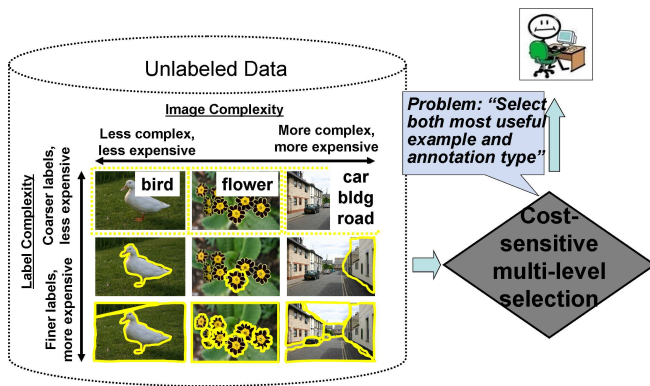 Unlabeled Data
Image Complexity
Less complex,
less expensive
More complex,
more expensive
Label Complexity
Coarser labels,
less expensive
Finer labels,
more expensive
bird
flower
car
bldg
road
Problem: “Select
both most useful
example and
annotation type”
Cost-
sensitive
multi-level
selection